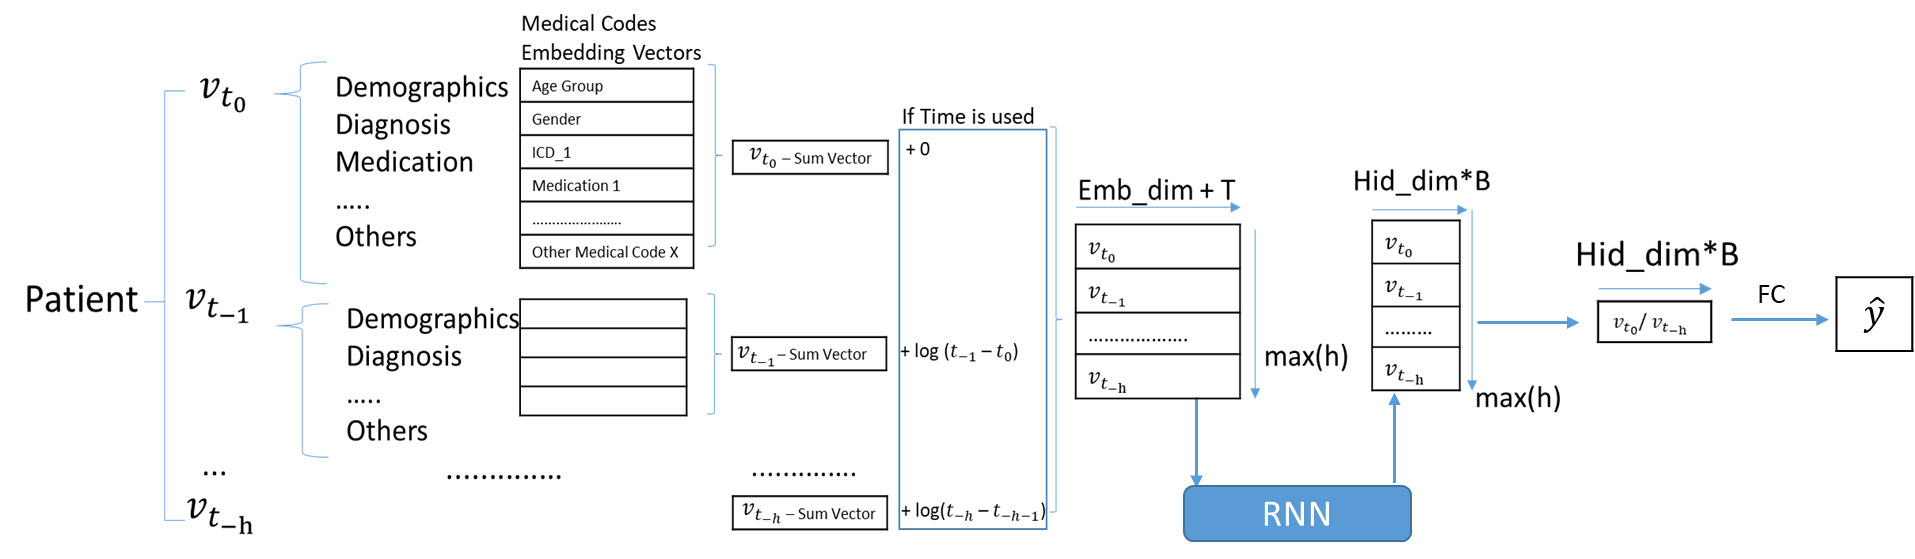 Medical Codes
Embedding Vectors
Patient
v_{t_0}
Demographics
Diagnosis
Medication
.....
Others
Age Group
Gender
ICD_1
Medication 1
........................
Other Medical Code X
v_{t_0} – Sum Vector
v_{t_{-1}}
Demographics
Diagnosis
.....
Others
v_{t_{-1}} – Sum Vector
...
..............
..............
v_{t_{-h}}
v_{t_{-h}} – Sum Vector
If Time is used
+ 0
+ log (t_{-1} – t_0)
+ log(t_{-h} – t_{-h-1})
Emb_dim + T
v_{t_0}
v_{t_{-1}}
....................
v_{t_{-h}}
max(h)
RNN
Hid_dim*B
v_{t_0}
v_{t_{-1}}
.........
v_{t_{-h}}
max(h)
Hid_dim*B
v_{t_0}/ v_{t_{-h}}
FC
ŷ